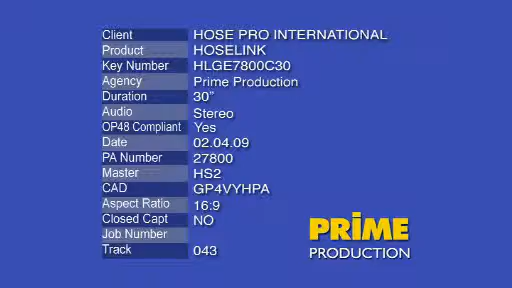 Client HOSE PRO INTERNATIONAL
Product HOSELINK
Key Number HLGE7800C30
Agency Prime Production
Duration 30"
Audio Stereo
OP48 Compliant Yes
Date 02.04.09
PA Number 27800
Master HS2
CAD GP4VYHPA
Aspect Ratio 16:9
Closed Capt NO
Job Number
Track 043
PRiME
PRODUCTION